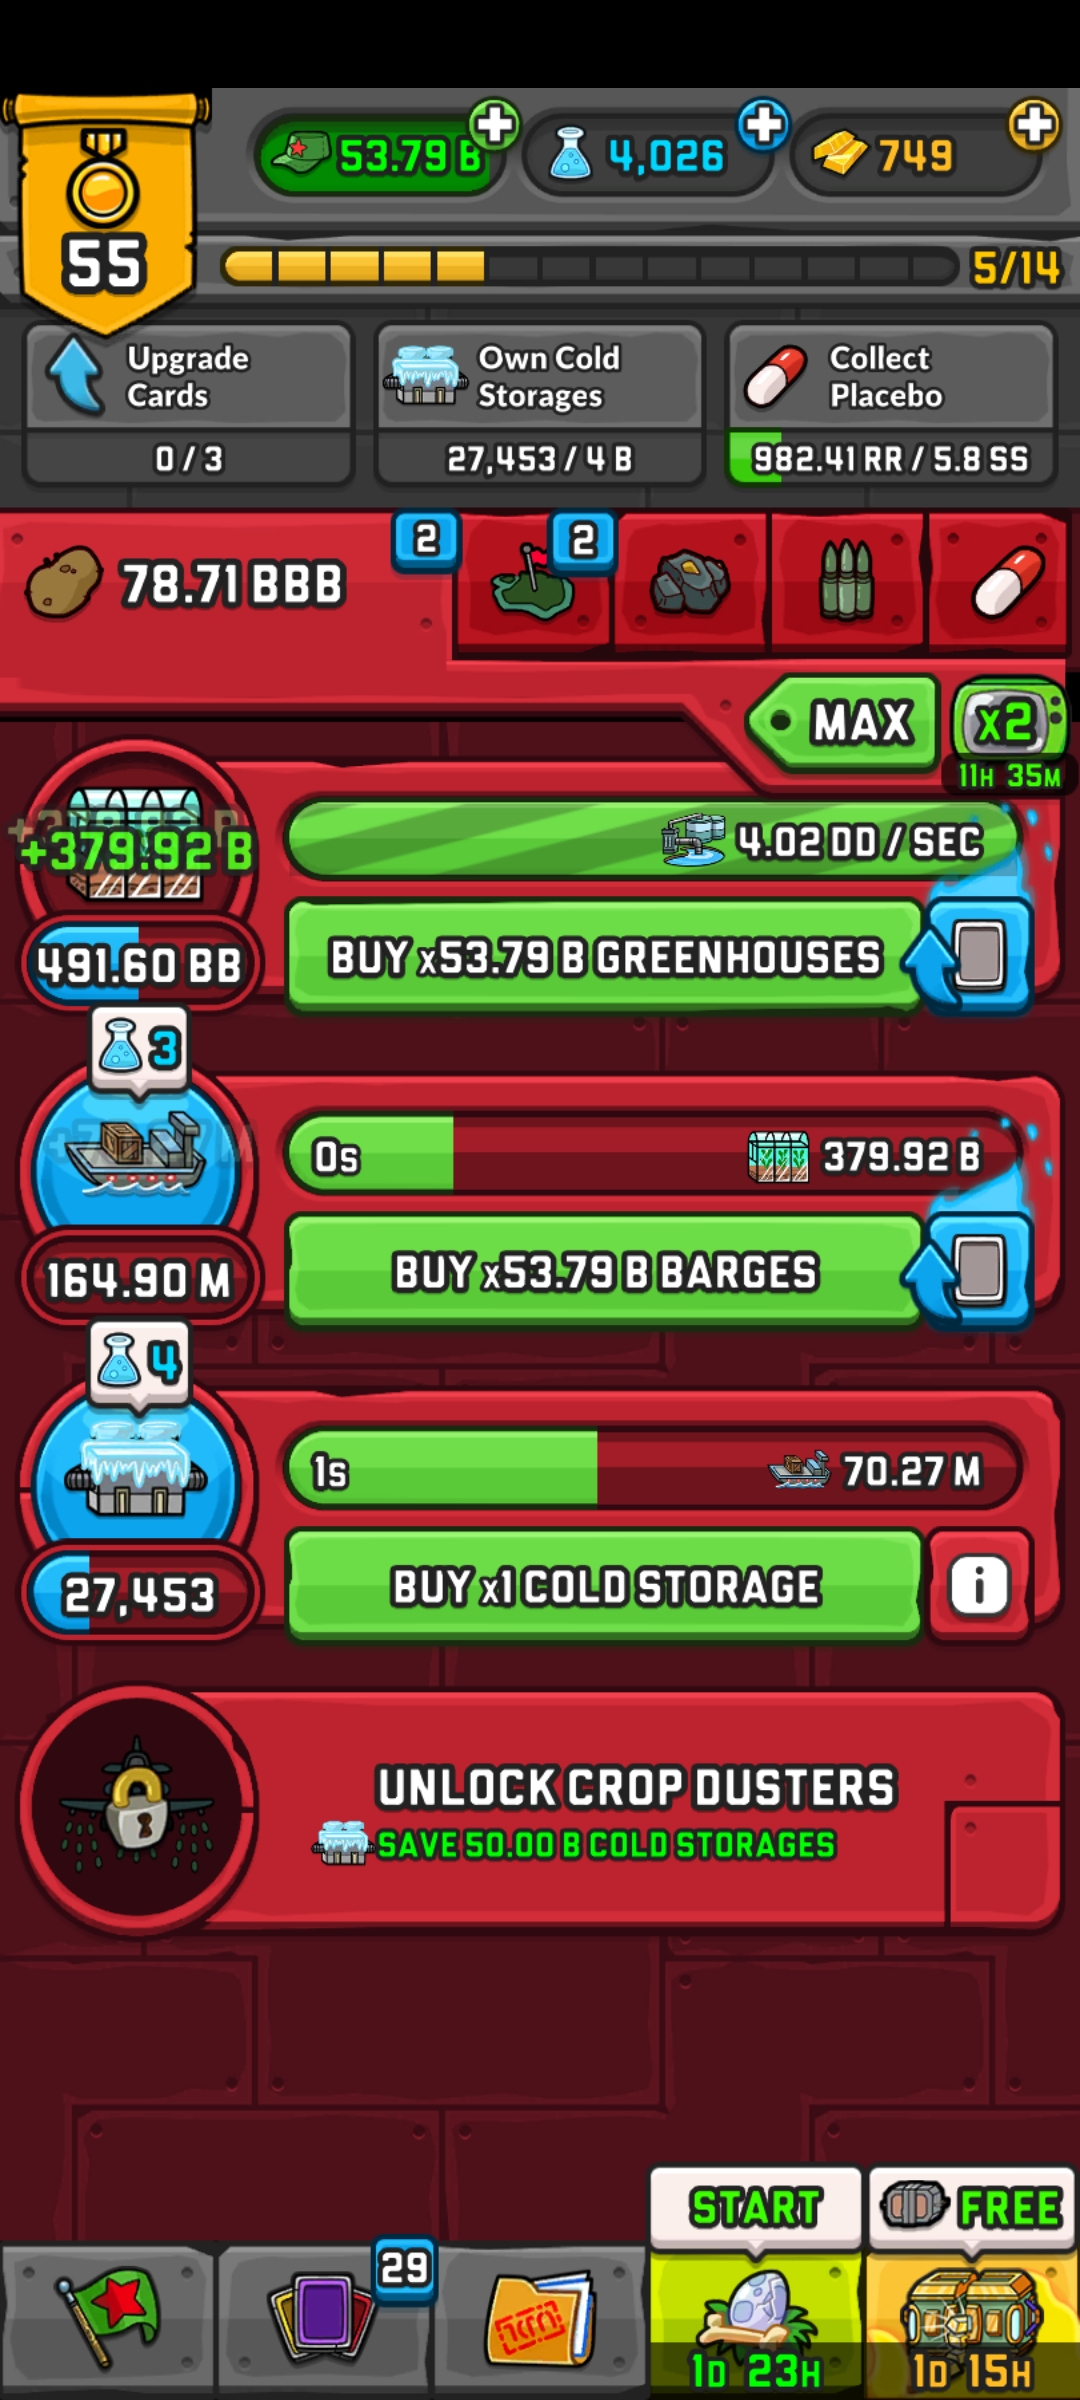 55
53.79 B
4,026
749
5/14
Upgrade
Cards
0 / 3
Own Cold
Storages
27,453 / 4 B
Collect
Placebo
982.41 RR / 5.8 SS
78.71 BBB
2
2
MAX
x2
11H 35M
+379.92 B
4.02 DD / SEC
491.60 BB
BUY x53.79 B GREENHOUSES
3
0s
379.92 B
164.90 M
BUY x53.79 B BARGES
4
1s
70.27 M
27,453
BUY x1 COLD STORAGE
i
UNLOCK CROP DUSTERS
SAVE 50.00 B COLD STORAGES
START
FREE
29
1D 23H
1D 15H